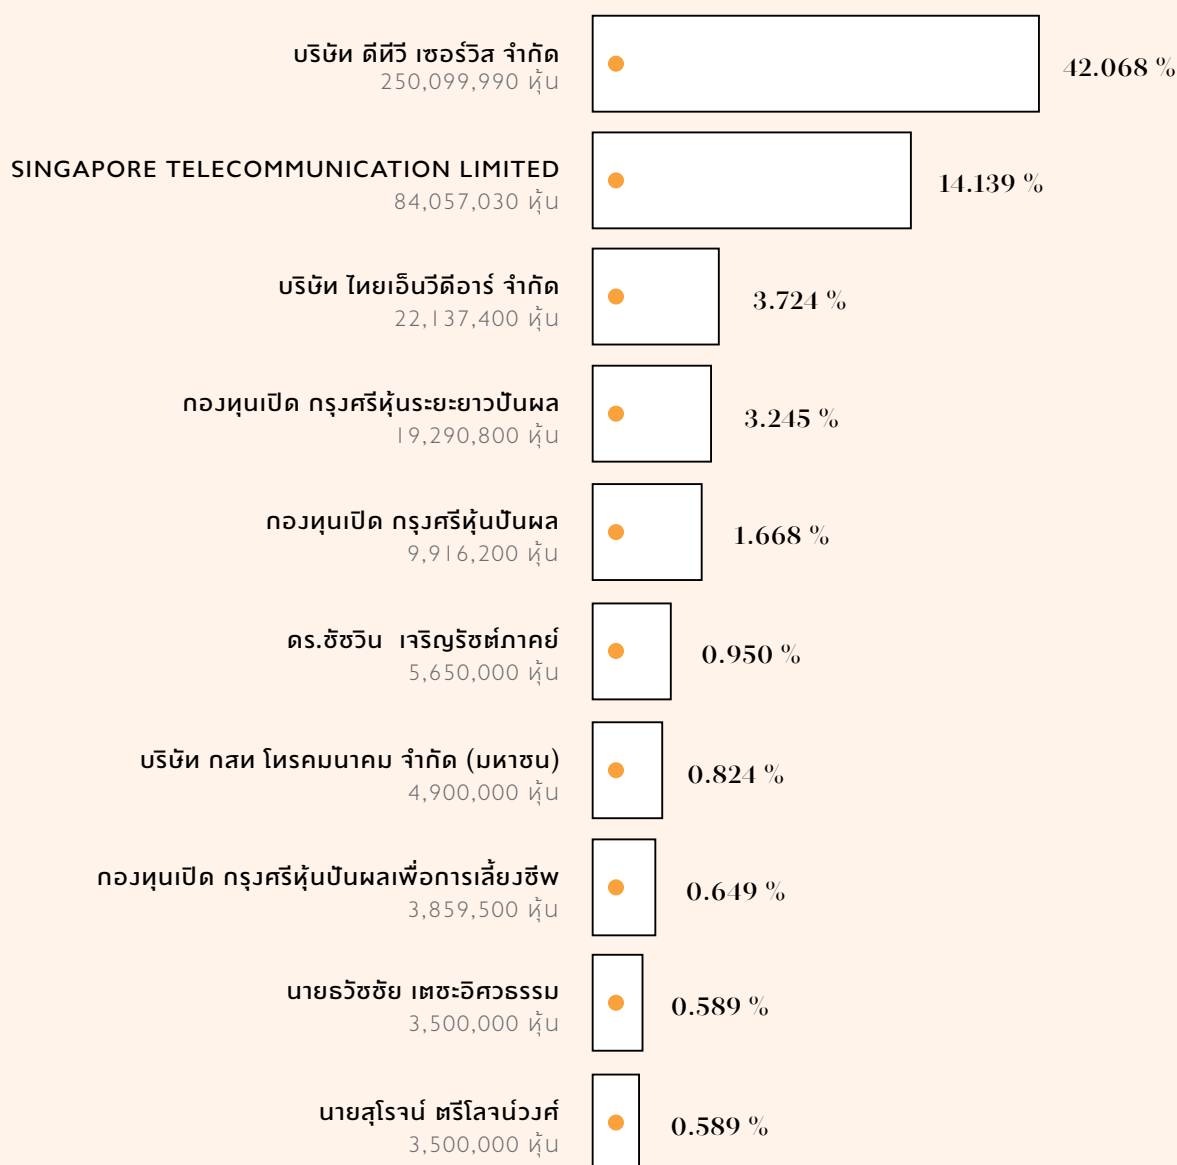 บริษัท ดีทีวี เซอร์วิส จำกัด
250,099,990 หุ้น
42.068 %
SINGAPORE TELECOMMUNICATION LIMITED
84,057,030 หุ้น
14.139 %
บริษัท ไทยเอ็นวีดีอาร์ จำกัด
22,137,400 หุ้น
3.724 %
กองทุนเปิด กรุงศรีหุ้นระยะยาวปันผล
19,290,800 หุ้น
3.245 %
กองทุนเปิด กรุงศรีหุ้นปันผล
9,916,200 หุ้น
1.668 %
ดร.ชัชวิน เจริญรัชต์ภาคย์
5,650,000 หุ้น
0.950 %
บริษัท กสท โทรคมนาคม จำกัด (มหาชน)
4,900,000 หุ้น
0.824 %
กองทุนเปิด กรุงศรีหุ้นปันผลเพื่อการเลี้ยงชีพ
3,859,500 หุ้น
0.649 %
นายธวัชชัย เตชะอิศวธรรม
3,500,000 หุ้น
0.589 %
นายสุโรจน์ ตรีโลจน์วงศ์
3,500,000 หุ้น
0.589 %